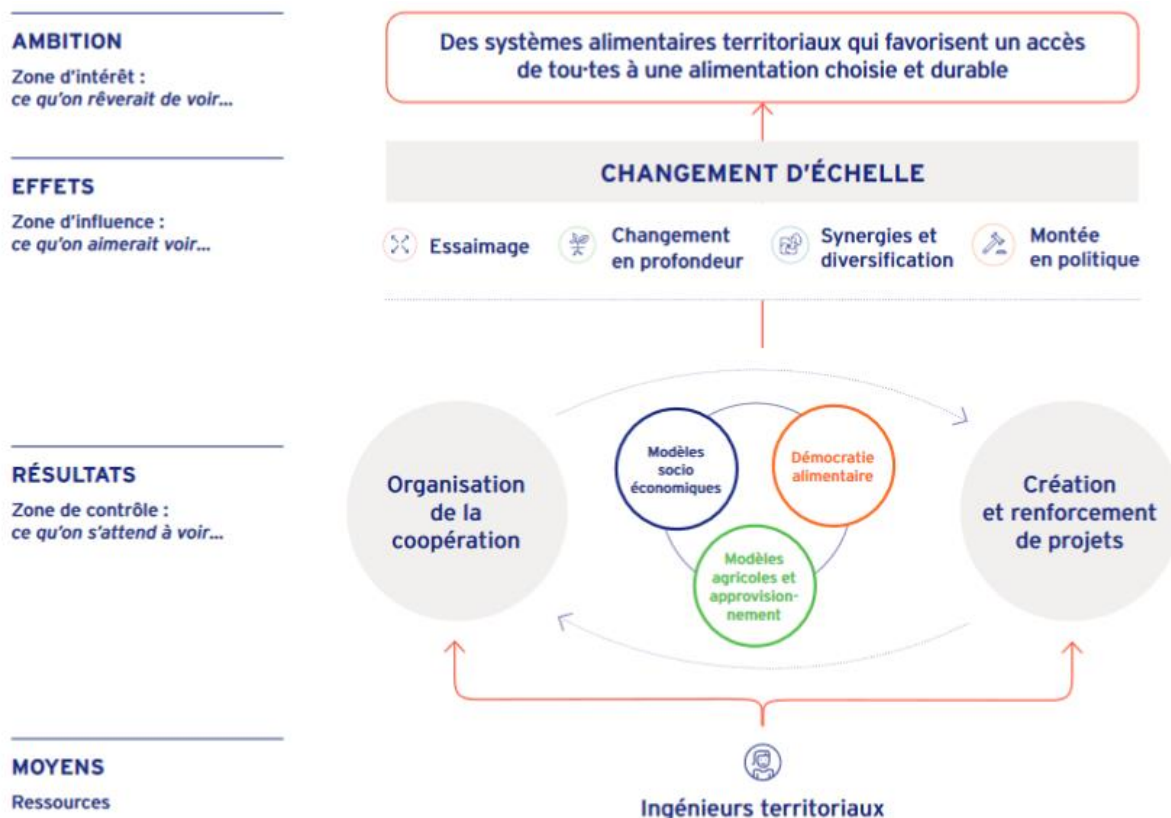 AMBITION
Zone d'intérêt :
ce qu'on rêverait de voir...
Des systèmes alimentaires territoriaux qui favorisent un accès
de tou·tes à une alimentation choisie et durable
EFFETS
Zone d'influence :
ce qu'on aimerait voir...
CHANGEMENT D'ÉCHELLE
Essaimage
Changement
en profondeur
Synergies et
diversification
Montée
en politique
RÉSULTATS
Zone de contrôle :
ce qu'on s'attend à voir...
Organisation
de la
coopération
Modèles
socio
économiques
Démocratie
alimentaire
Modèles
agricoles et
approvision-
nement
Création
et renforcement
de projets
MOYENS
Ressources
Ingénieurs territoriaux